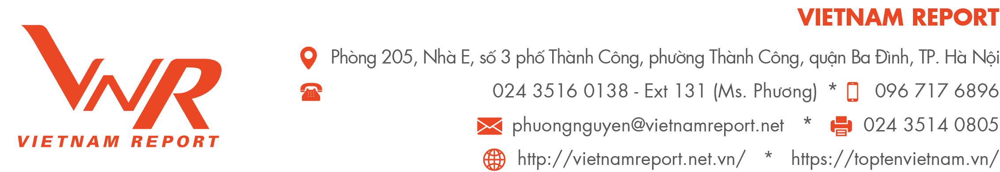 VNR
VIETNAM REPORT
VIETNAM REPORT
Phòng 205, Nhà E, số 3 phố Thành Công, phường Thành Công, quận Ba Đình, TP. Hà Nội
024 3516 0138 - Ext 131 (Ms. Phương) * 096 717 6896
phuongnguyen@vietnamreport.net * 024 3514 0805
http://vietnamreport.net.vn/ * https://toptenvietnam.vn/